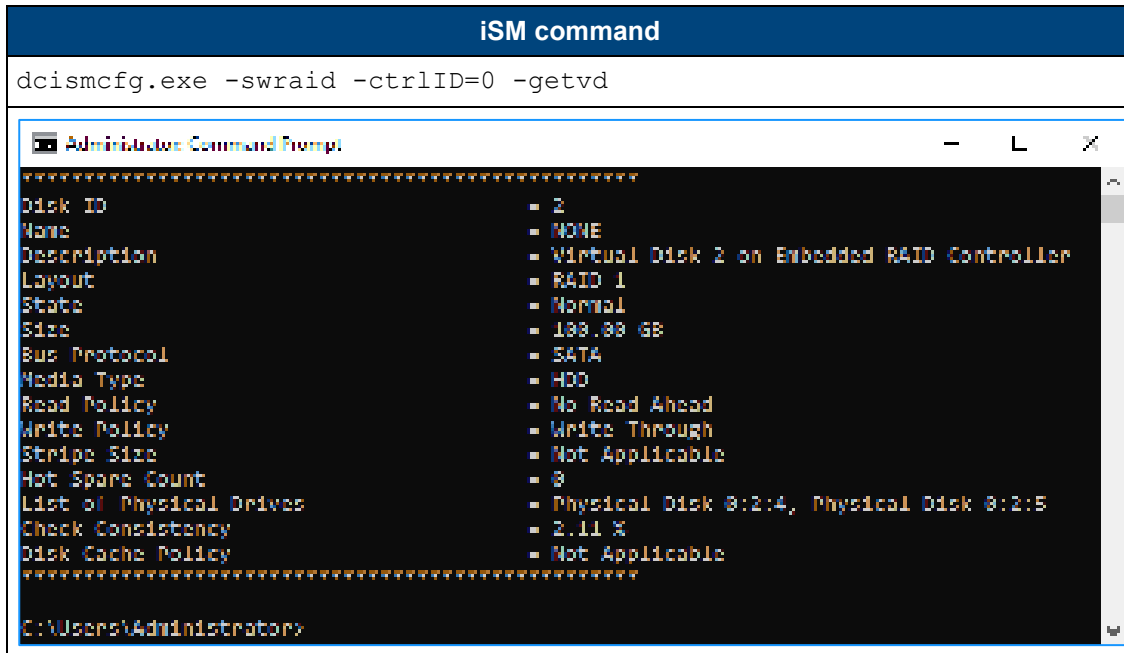 iSM command
dcismcfg.exe -swraid -ctrlID=0 -getvd
Administrator: Command Prompt
***************************************************
Disk ID = 2
Name = NONE
Description = Virtual Disk 2 on Embedded RAID Controller
Layout = RAID 1
State = Normal
Size = 100.00 GB
Bus Protocol = SATA
Media Type = HDD
Read Policy = No Read Ahead
Write Policy = Write Through
Stripe Size = Not Applicable
Hot Spare Count = 0
List of Physical Drives = Physical Disk 0:2:4, Physical Disk 0:2:5
Check Consistency = 2.11 %
Disk Cache Policy = Not Applicable
***************************************************
C:\Users\Administrator>